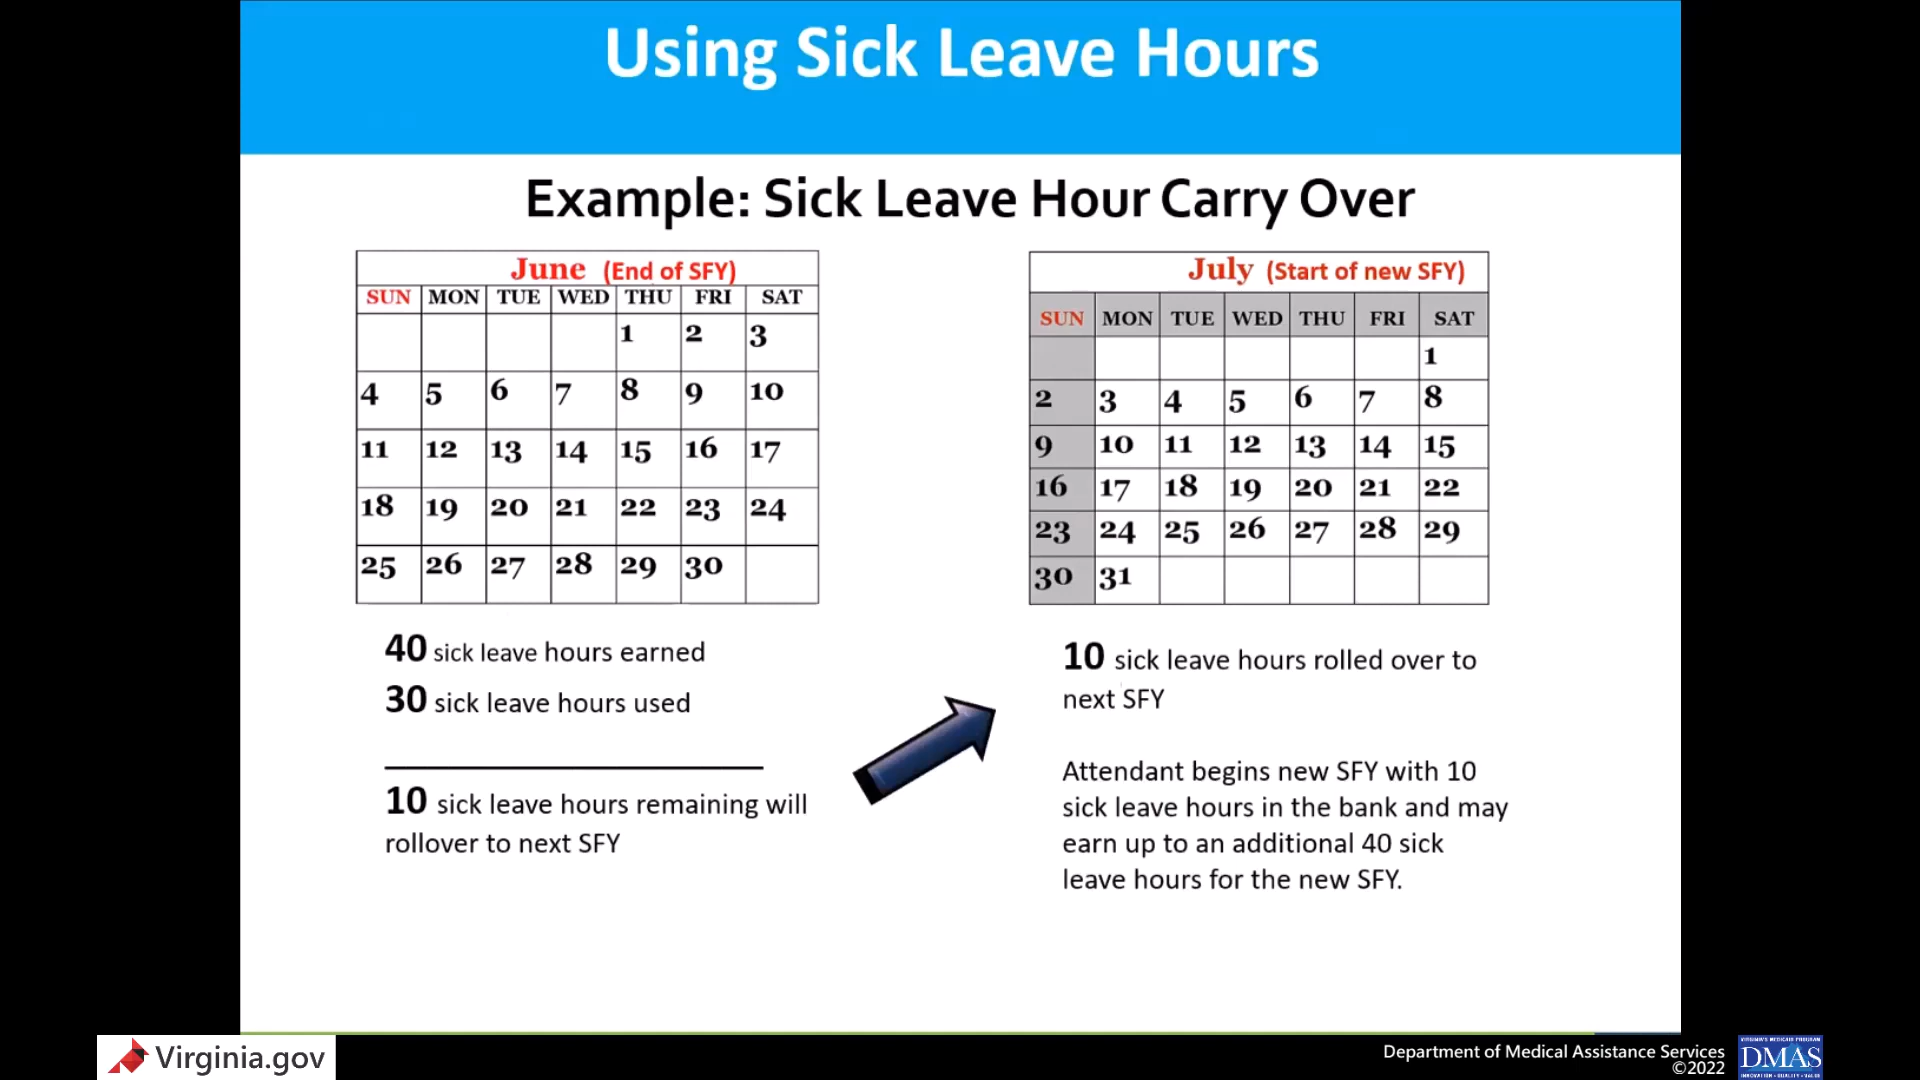 Using Sick Leave Hours
Example: Sick Leave Hour Carry Over
June (End of SFY)
SUN MON TUE WED THU FRI SAT
1 2 3
4 5 6 7 8 9 10
11 12 13 14 15 16 17
18 19 20 21 22 23 24
25 26 27 28 29 30
40 sick leave hours earned
30 sick leave hours used
10 sick leave hours remaining will
rollover to next SFY
July (Start of new SFY)
SUN MON TUE WED THU FRI SAT
1
2 3 4 5 6 7 8
9 10 11 12 13 14 15
16 17 18 19 20 21 22
23 24 25 26 27 28 29
30 31
10 sick leave hours rolled over to
next SFY
Attendant begins new SFY with 10
sick leave hours in the bank and may
earn up to an additional 40 sick
leave hours for the new SFY.
Virginia.gov
Department of Medical Assistance Services
©2022
VIRGINIA'S MEDICAID PROGRAM
DMAS
INNOVATION • QUALITY • VALUE